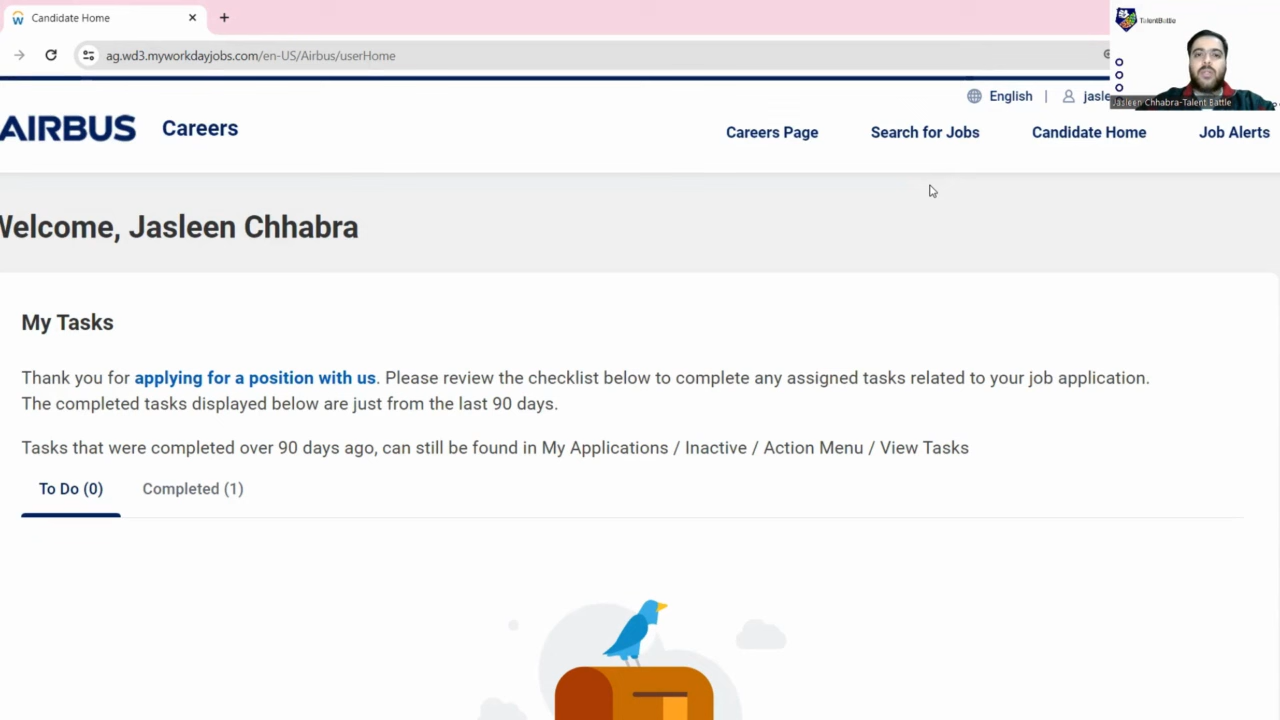 Candidate Home
TalentBattle
ag.wd3.myworkdayjobs.com/en-US/Airbus/userHome
English | jasle
Jasleen Chhabra-Talent Battle
AIRBUS Careers
Careers Page Search for Jobs Candidate Home Job Alerts
Welcome, Jasleen Chhabra
My Tasks
Thank you for applying for a position with us. Please review the checklist below to complete any assigned tasks related to your job application.
The completed tasks displayed below are just from the last 90 days.
Tasks that were completed over 90 days ago, can still be found in My Applications / Inactive / Action Menu / View Tasks
To Do (0) Completed (1)